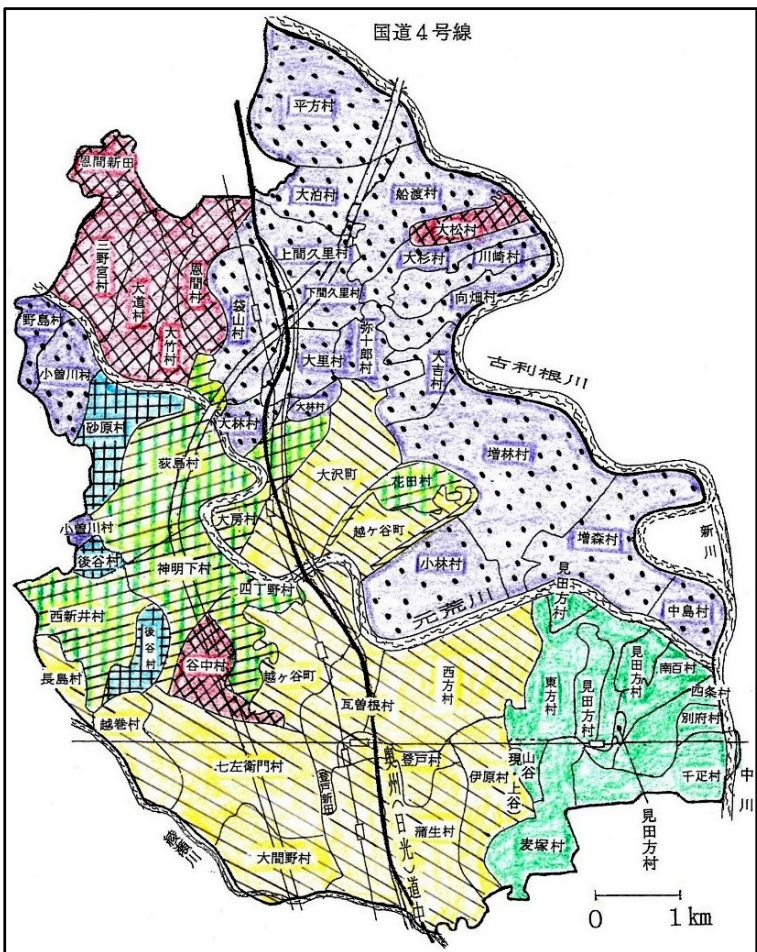 国道4号線
平方村
恩間新田
大泊村
船渡村
大松村
三野宮村
大道村
恩間村
大竹村
上間久里村
大杉村
川崎村
野島村
袋山村
下間久里村
向畑村
小曽川村
大里村
弥十郎村
大吉村
古利根川
砂原村
大林村
大林村
荻島村
大沢町
花田村
増林村
大房村
越ケ谷町
小曽川村
後谷村
神明下村
四丁野村
小林村
増森村
新川
元荒川
見田方村
中島村
西新井村
後谷村
谷中村
越ケ谷町
西方村
東方村
見田方村
見田方村
南百村
長島村
瓦曽根村
四条村
越巻村
別府村
七左衛門村
登戸新田
登戸村
伊原村
山谷
(現・上谷)
千疋村
中川
奥州(日光)道中
蒲生村
見田方村
綾瀬川
大間野村
麦塚村
0 1km